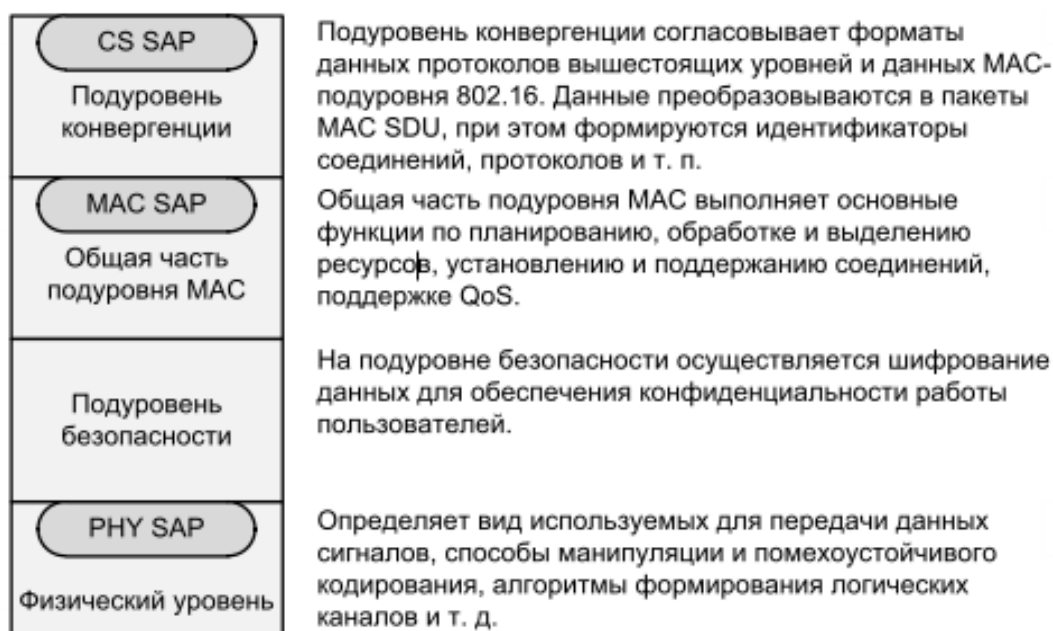 CS SAP
Подуровень
конвергенции
Подуровень конвергенции согласовывает форматы
данных протоколов вышестоящих уровней и данных MAC-
подуровня 802.16. Данные преобразовываются в пакеты
MAC SDU, при этом формируются идентификаторы
соединений, протоколов и т. п.
MAC SAP
Общая часть
подуровня MAC
Общая часть подуровня MAC выполняет основные
функции по планированию, обработке и выделению
ресурсов, установлению и поддержанию соединений,
поддержке QoS.
Подуровень
безопасности
На подуровне безопасности осуществляется шифрование
данных для обеспечения конфиденциальности работы
пользователей.
PHY SAP
Физический уровень
Определяет вид используемых для передачи данных
сигналов, способы манипуляции и помехоустойчивого
кодирования, алгоритмы формирования логических
каналов и т. д.